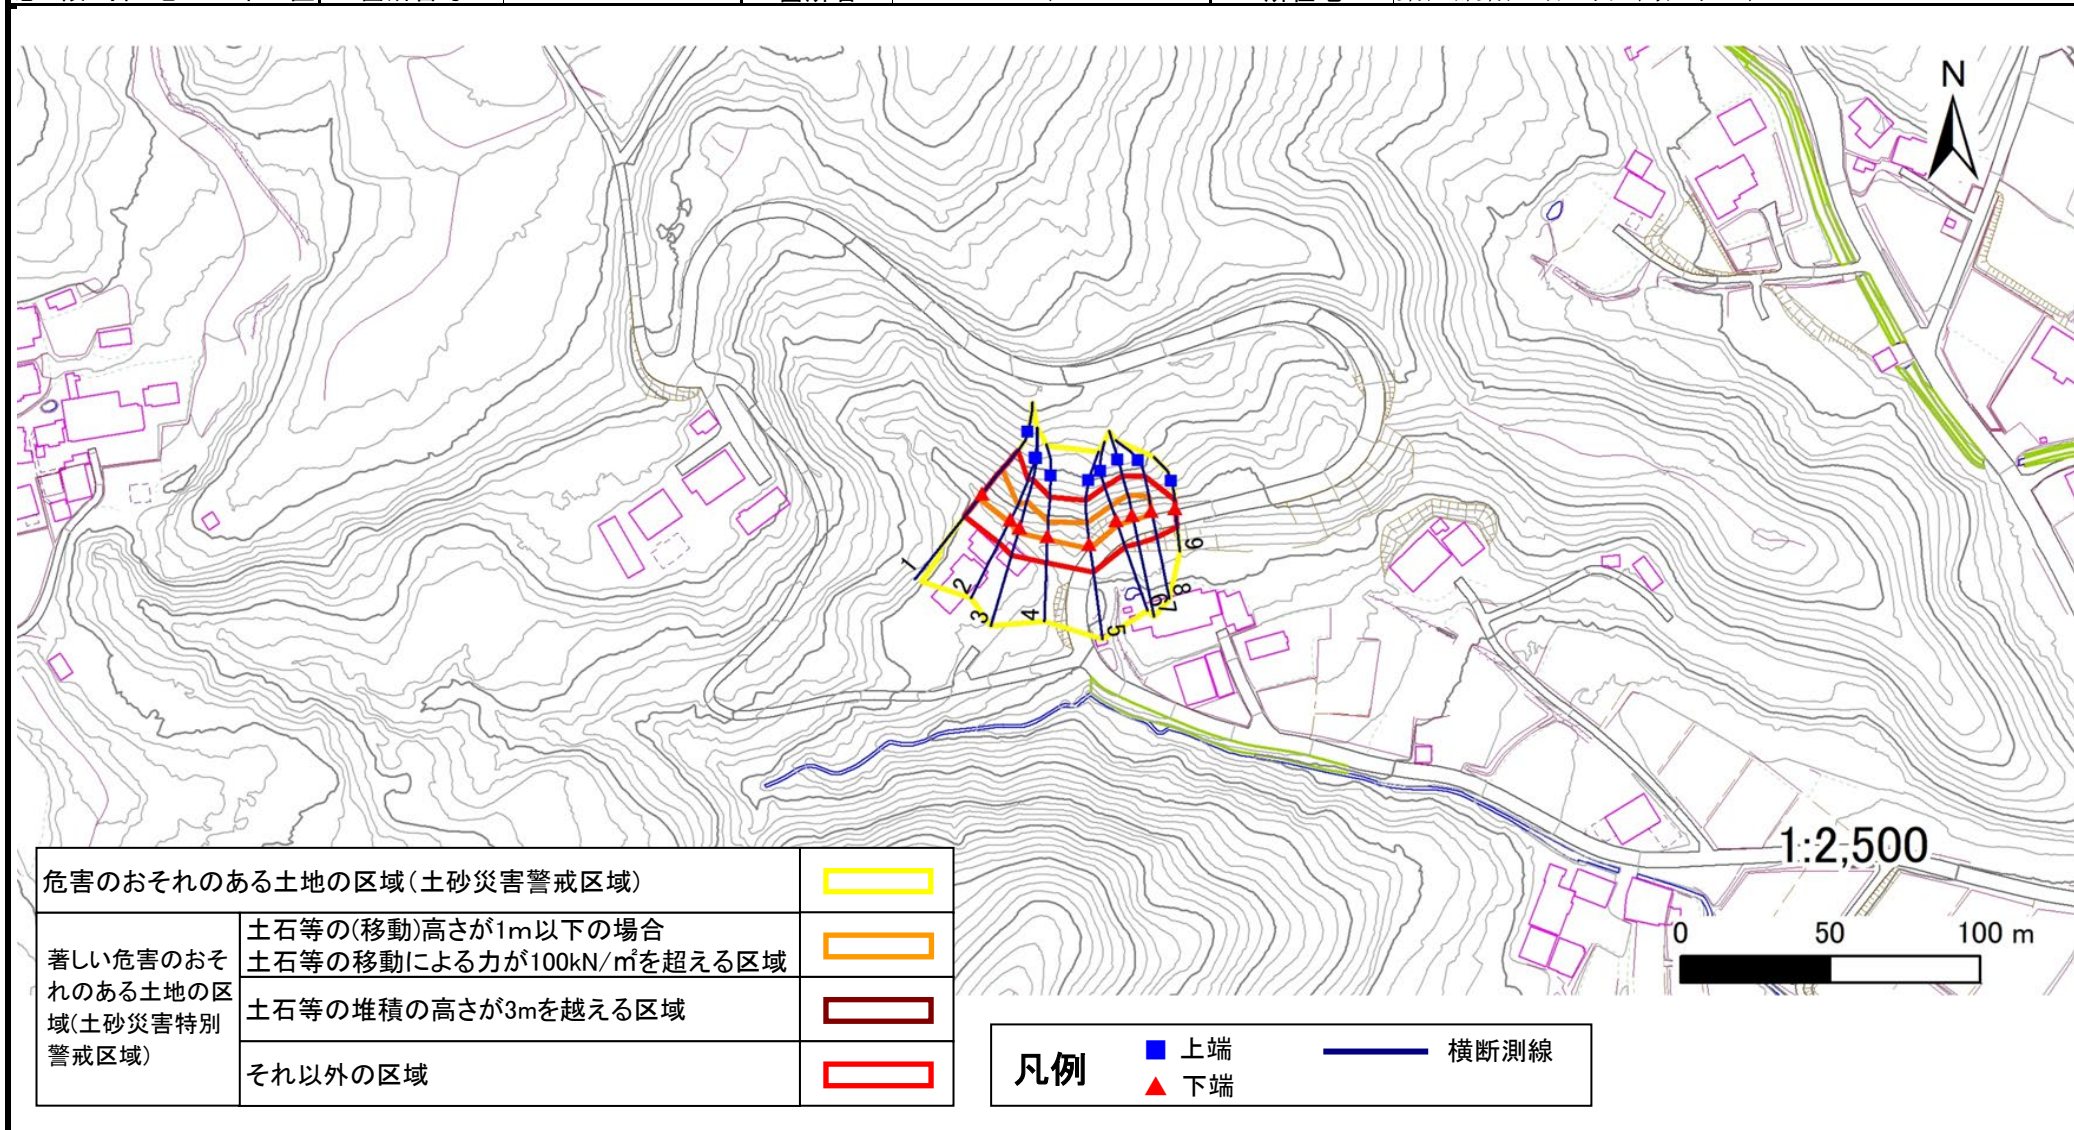 N
1
2
3
4
5
6
7
8
9
1:2,500
0 50 100 m
危害のおそれのある土地の区域(土砂災害警戒区域)
著しい危害のおそれのある土地の区域(土砂災害特別警戒区域)
土石等の(移動)高さが1m以下の場合
土石等の移動による力が100kN/㎡を超える区域
土石等の堆積の高さが3mを越える区域
それ以外の区域
凡例
上端
横断測線
下端